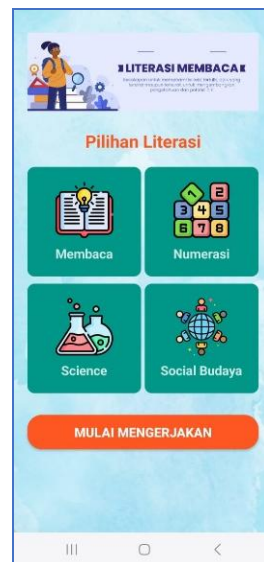 LITERASI MEMBACA
Pilihan Literasi
Membaca
Numerasi
Science
Social Budaya
MULAI MENGERJAKAN